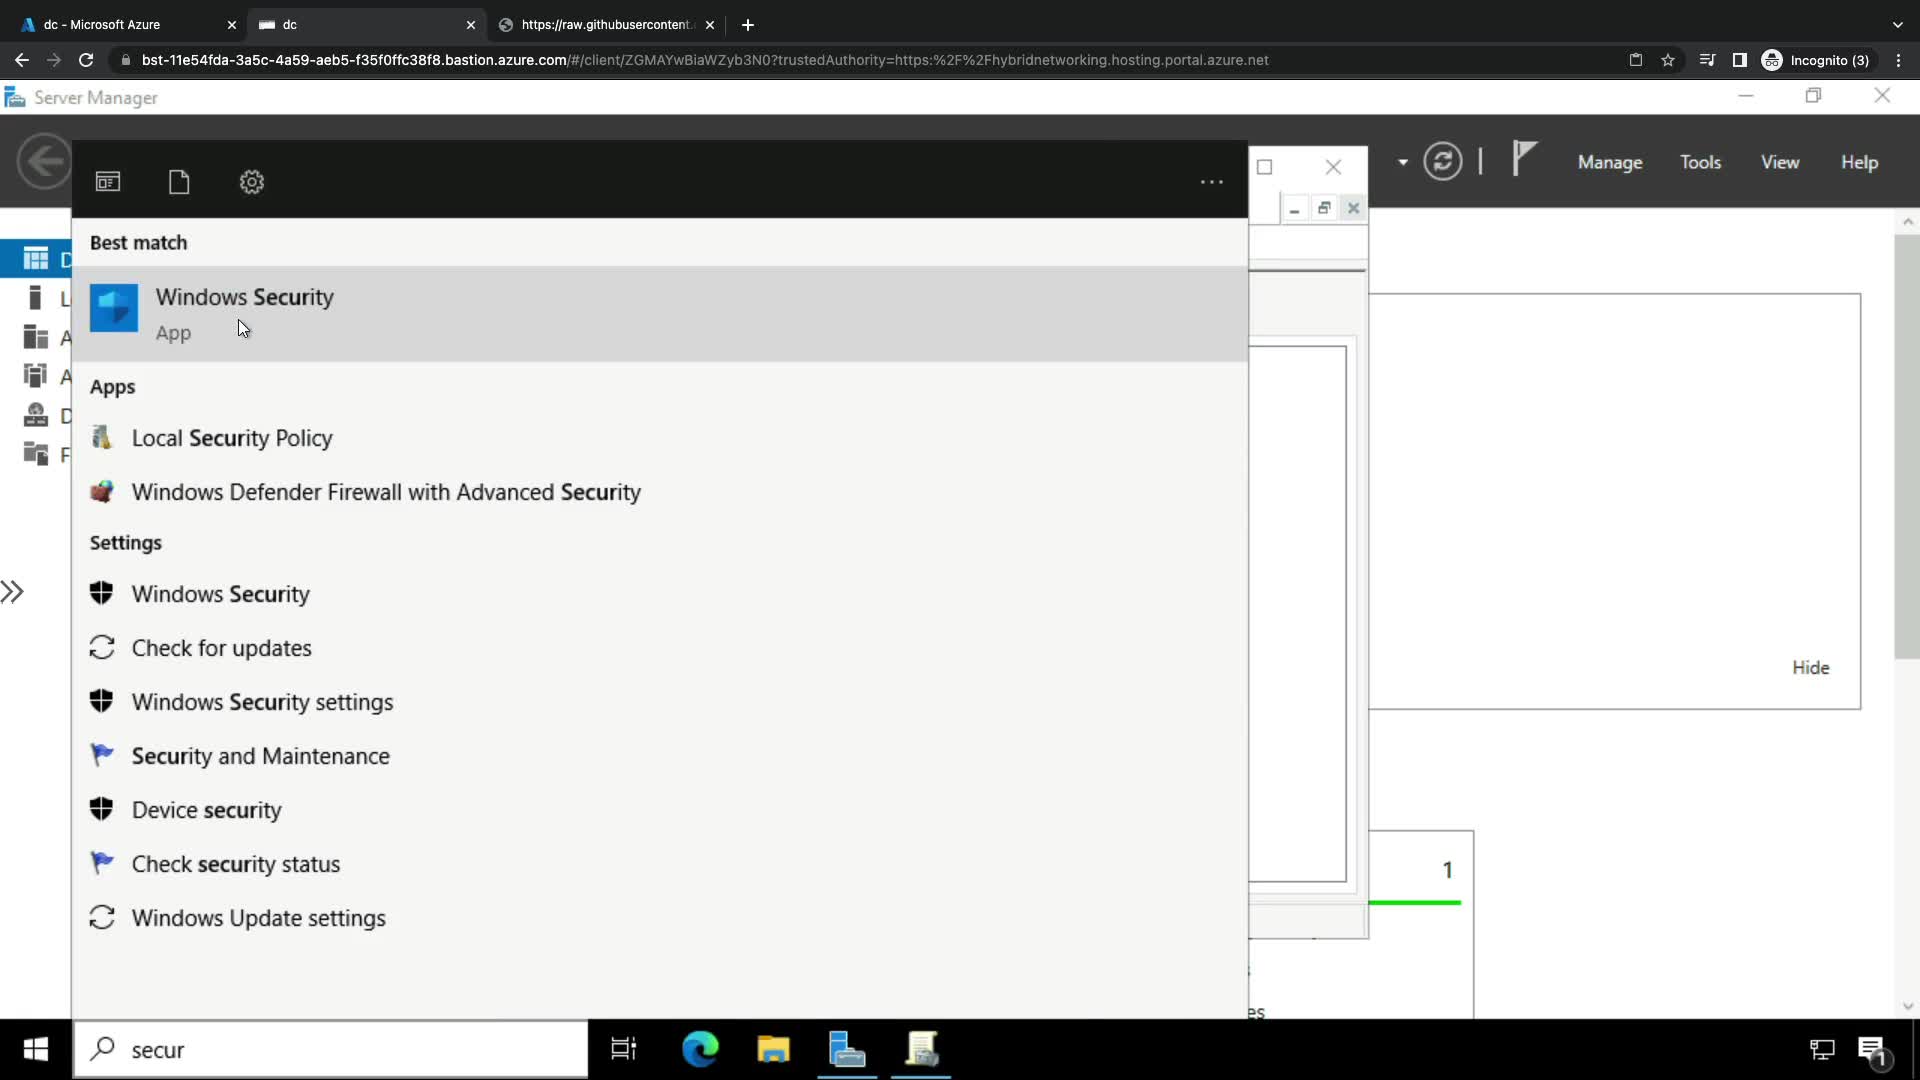 dc - Microsoft Azure
dc
https://raw.githubusercontent.
bst-11e54fda-3a5c-4a59-aeb5-f35f0ffc38f8.bastion.azure.com/#/client/ZGMAYwBiaWZyb3N0?trustedAuthority=https:%2F%2Fhybridnetworking.hosting.portal.azure.net
Incognito (3)
Server Manager
Manage
Tools
View
Help
Best match
D
Windows Security
App
L
A
A
D
F
Apps
Local Security Policy
Windows Defender Firewall with Advanced Security
Settings
Windows Security
Check for updates
Hide
Windows Security settings
Security and Maintenance
Device security
Check security status
1
Windows Update settings
es
secur
1